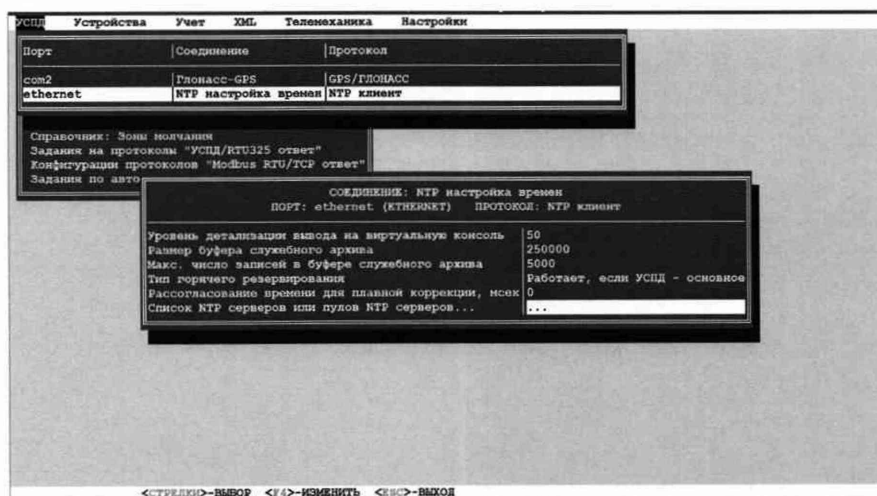 УСПД Устройства Учет XML Телемеханика Настройки
Порт |Соединение |Протокол
com2 |Глонасс-GPS |GPS/ГЛОНАСС
ethernet |NTP настройка времен|NTP клиент
Справочник: Зоны молчания
Задания на протоколы "УСПД/RTU325 ответ"
Конфигурации протоколов "Modbus RTU/TCP ответ"
Задания по авто
СОЕДИНЕНИЕ: NTP настройка времен
ПОРТ: ethernet (ETHERNET) ПРОТОКОЛ: NTP клиент
Уровень детализации вывода на виртуальную консоль |50
Размер буфера служебного архива |250000
Макс. число записей в буфере служебного архива |5000
Тип горячего резервирования |Работает, если УСПД - основное
Рассогласование времени для плавной коррекции, мсек|0
Список NTP серверов или пулов NTP серверов... |...
<СТРЕЛКИ>-ВЫБОР <F4>-ИЗМЕНИТЬ <ESC>-ВЫХОД